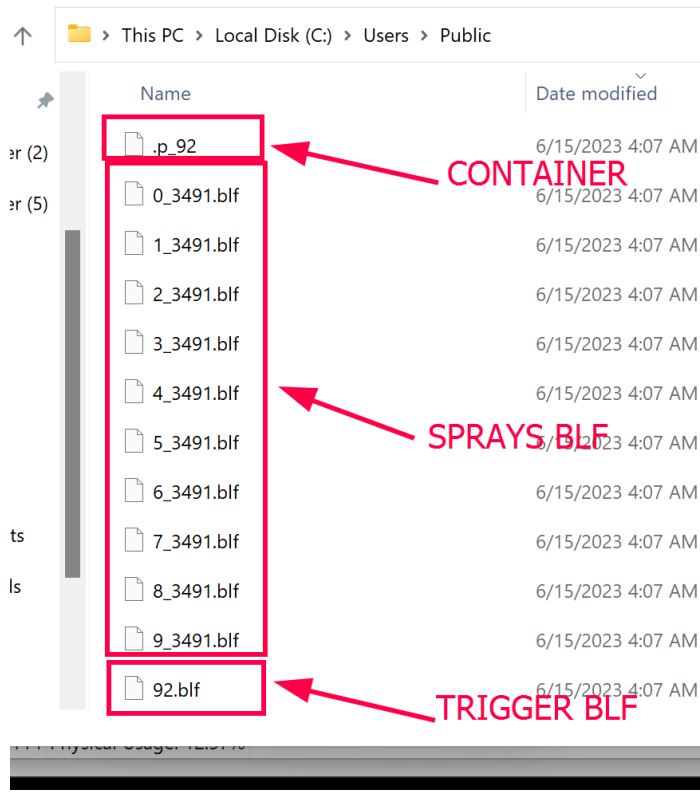 This PC > Local Disk (C:) > Users > Public
Name Date modified
.p_92 6/15/2023 4:07 AM
er (2)
CONTAINER
0_3491.blf 6/15/2023 4:07 AM
er (5)
1_3491.blf 6/15/2023 4:07 AM
2_3491.blf 6/15/2023 4:07 AM
3_3491.blf 6/15/2023 4:07 AM
4_3491.blf 6/15/2023 4:07 AM
SPRAYS BLF
5_3491.blf 6/15/2023 4:07 AM
6_3491.blf 6/15/2023 4:07 AM
ts
7_3491.blf 6/15/2023 4:07 AM
ls
8_3491.blf 6/15/2023 4:07 AM
9_3491.blf 6/15/2023 4:07 AM
92.blf 6/15/2023 4:07 AM
TRIGGER BLF
Physical Usage: 12.97%